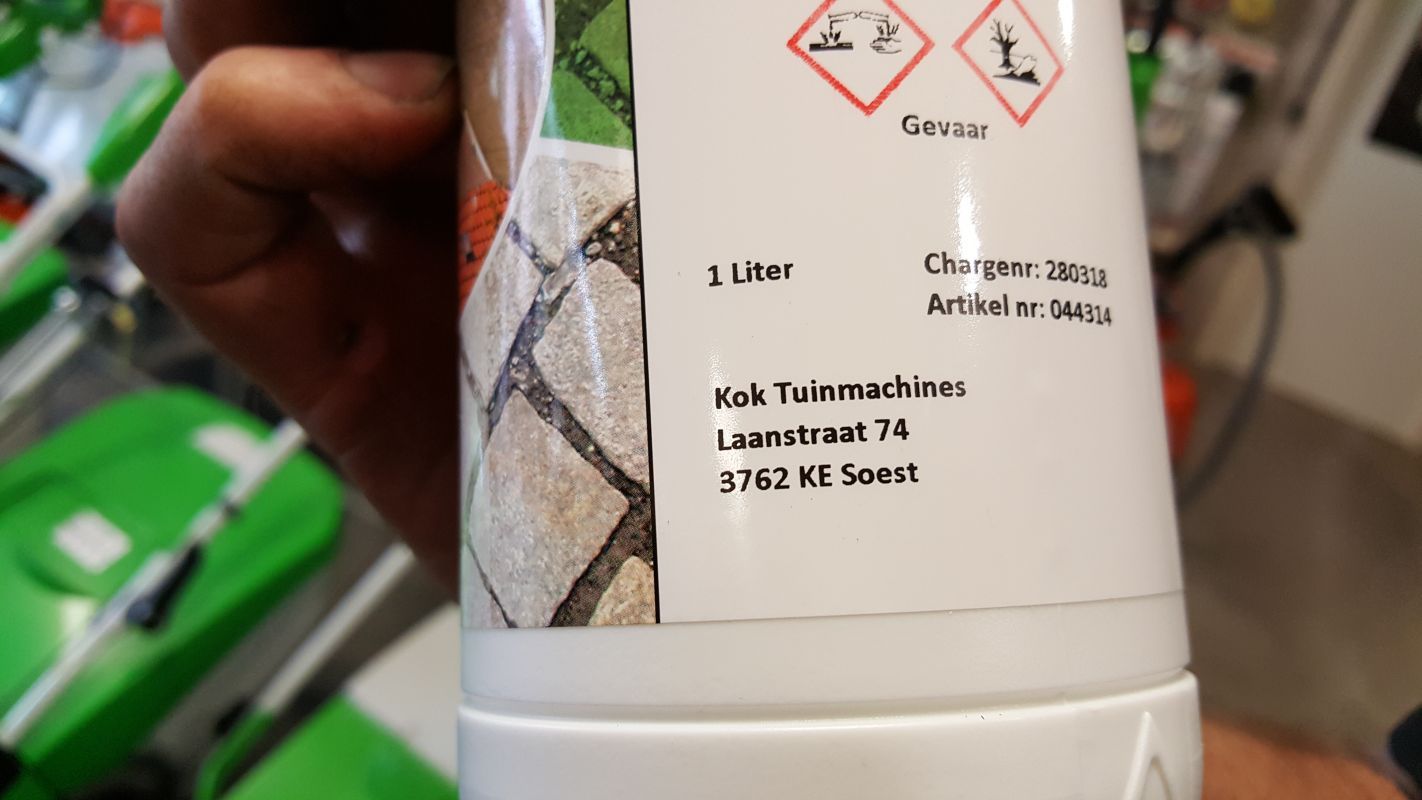 Gevaar
1 Liter
Chargenr: 280318
Artikel nr: 044314
Kok Tuinmachines
Laanstraat 74
3762 KE Soest